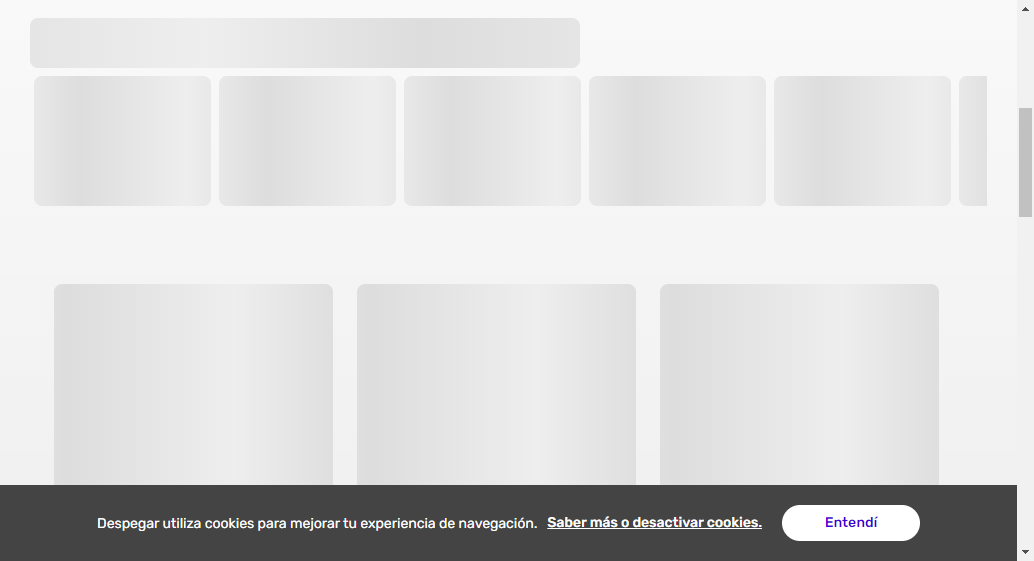 Despegar utiliza cookies para mejorar tu experiencia de navegación. Saber más o desactivar cookies. Entendí